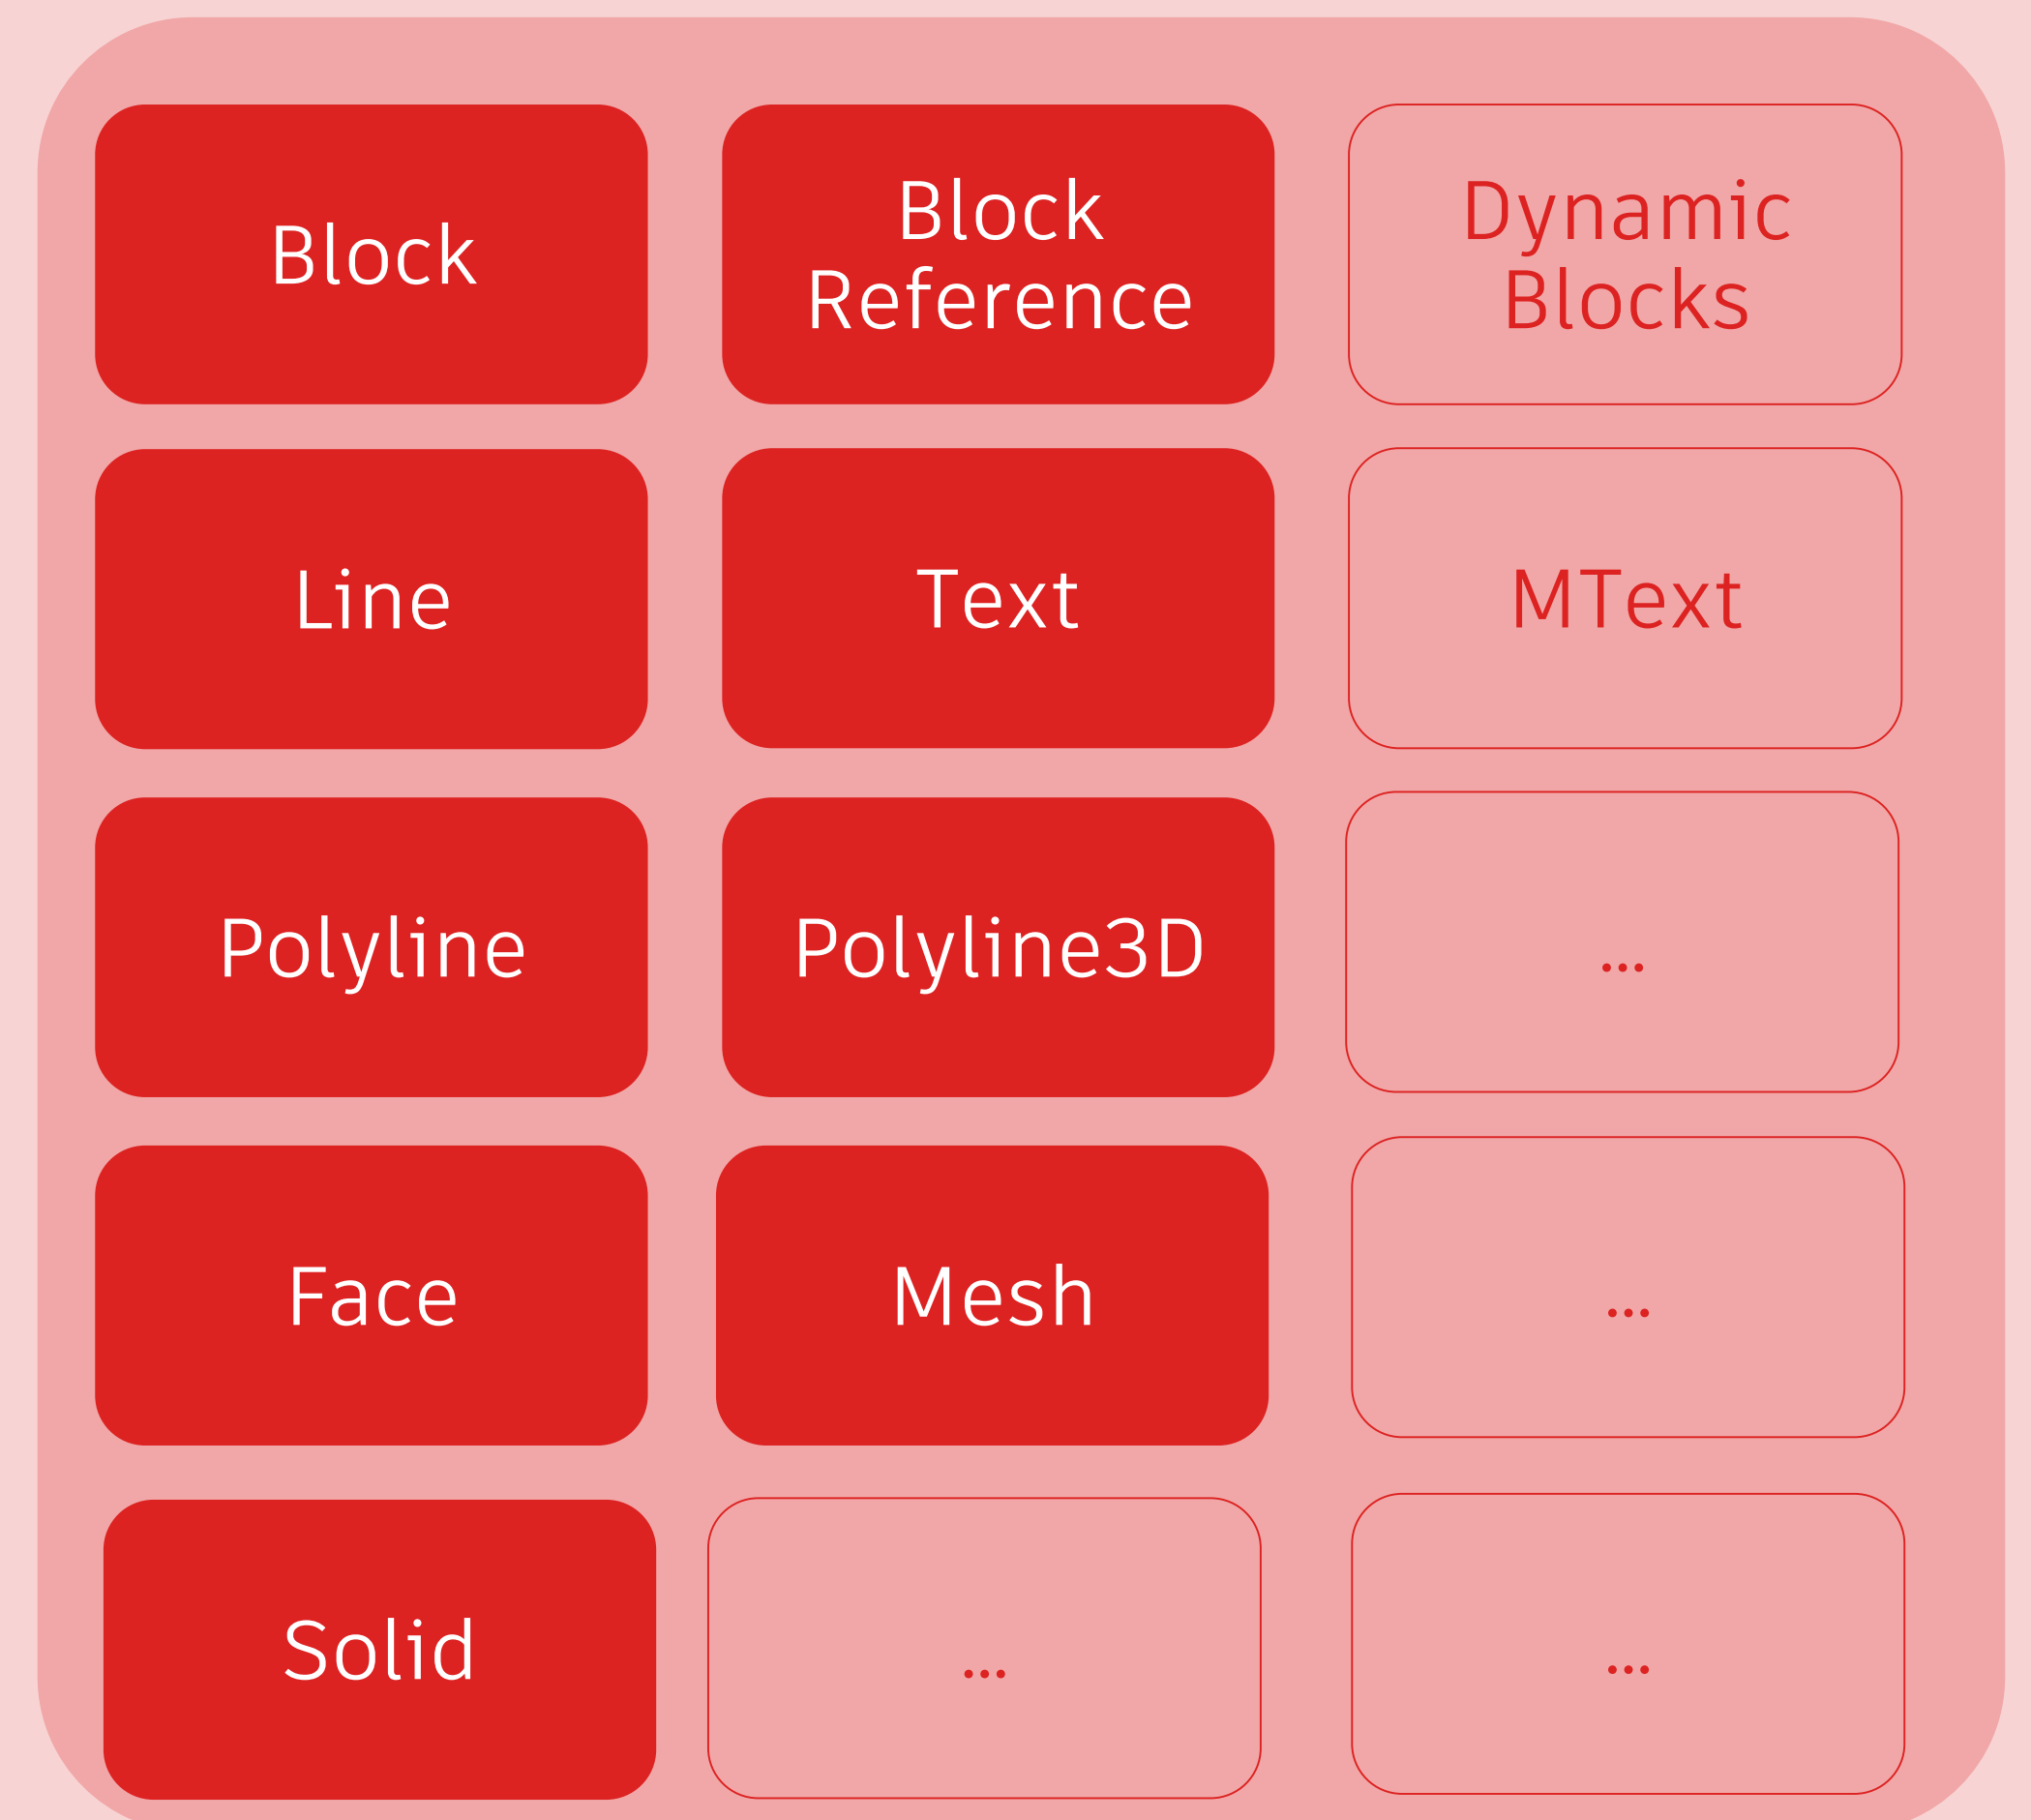 Block
Block
Reference
Dynamic
Blocks
Line
Text
MText
Polyline
Polyline3D
...
Face
Mesh
...
Solid
...
...